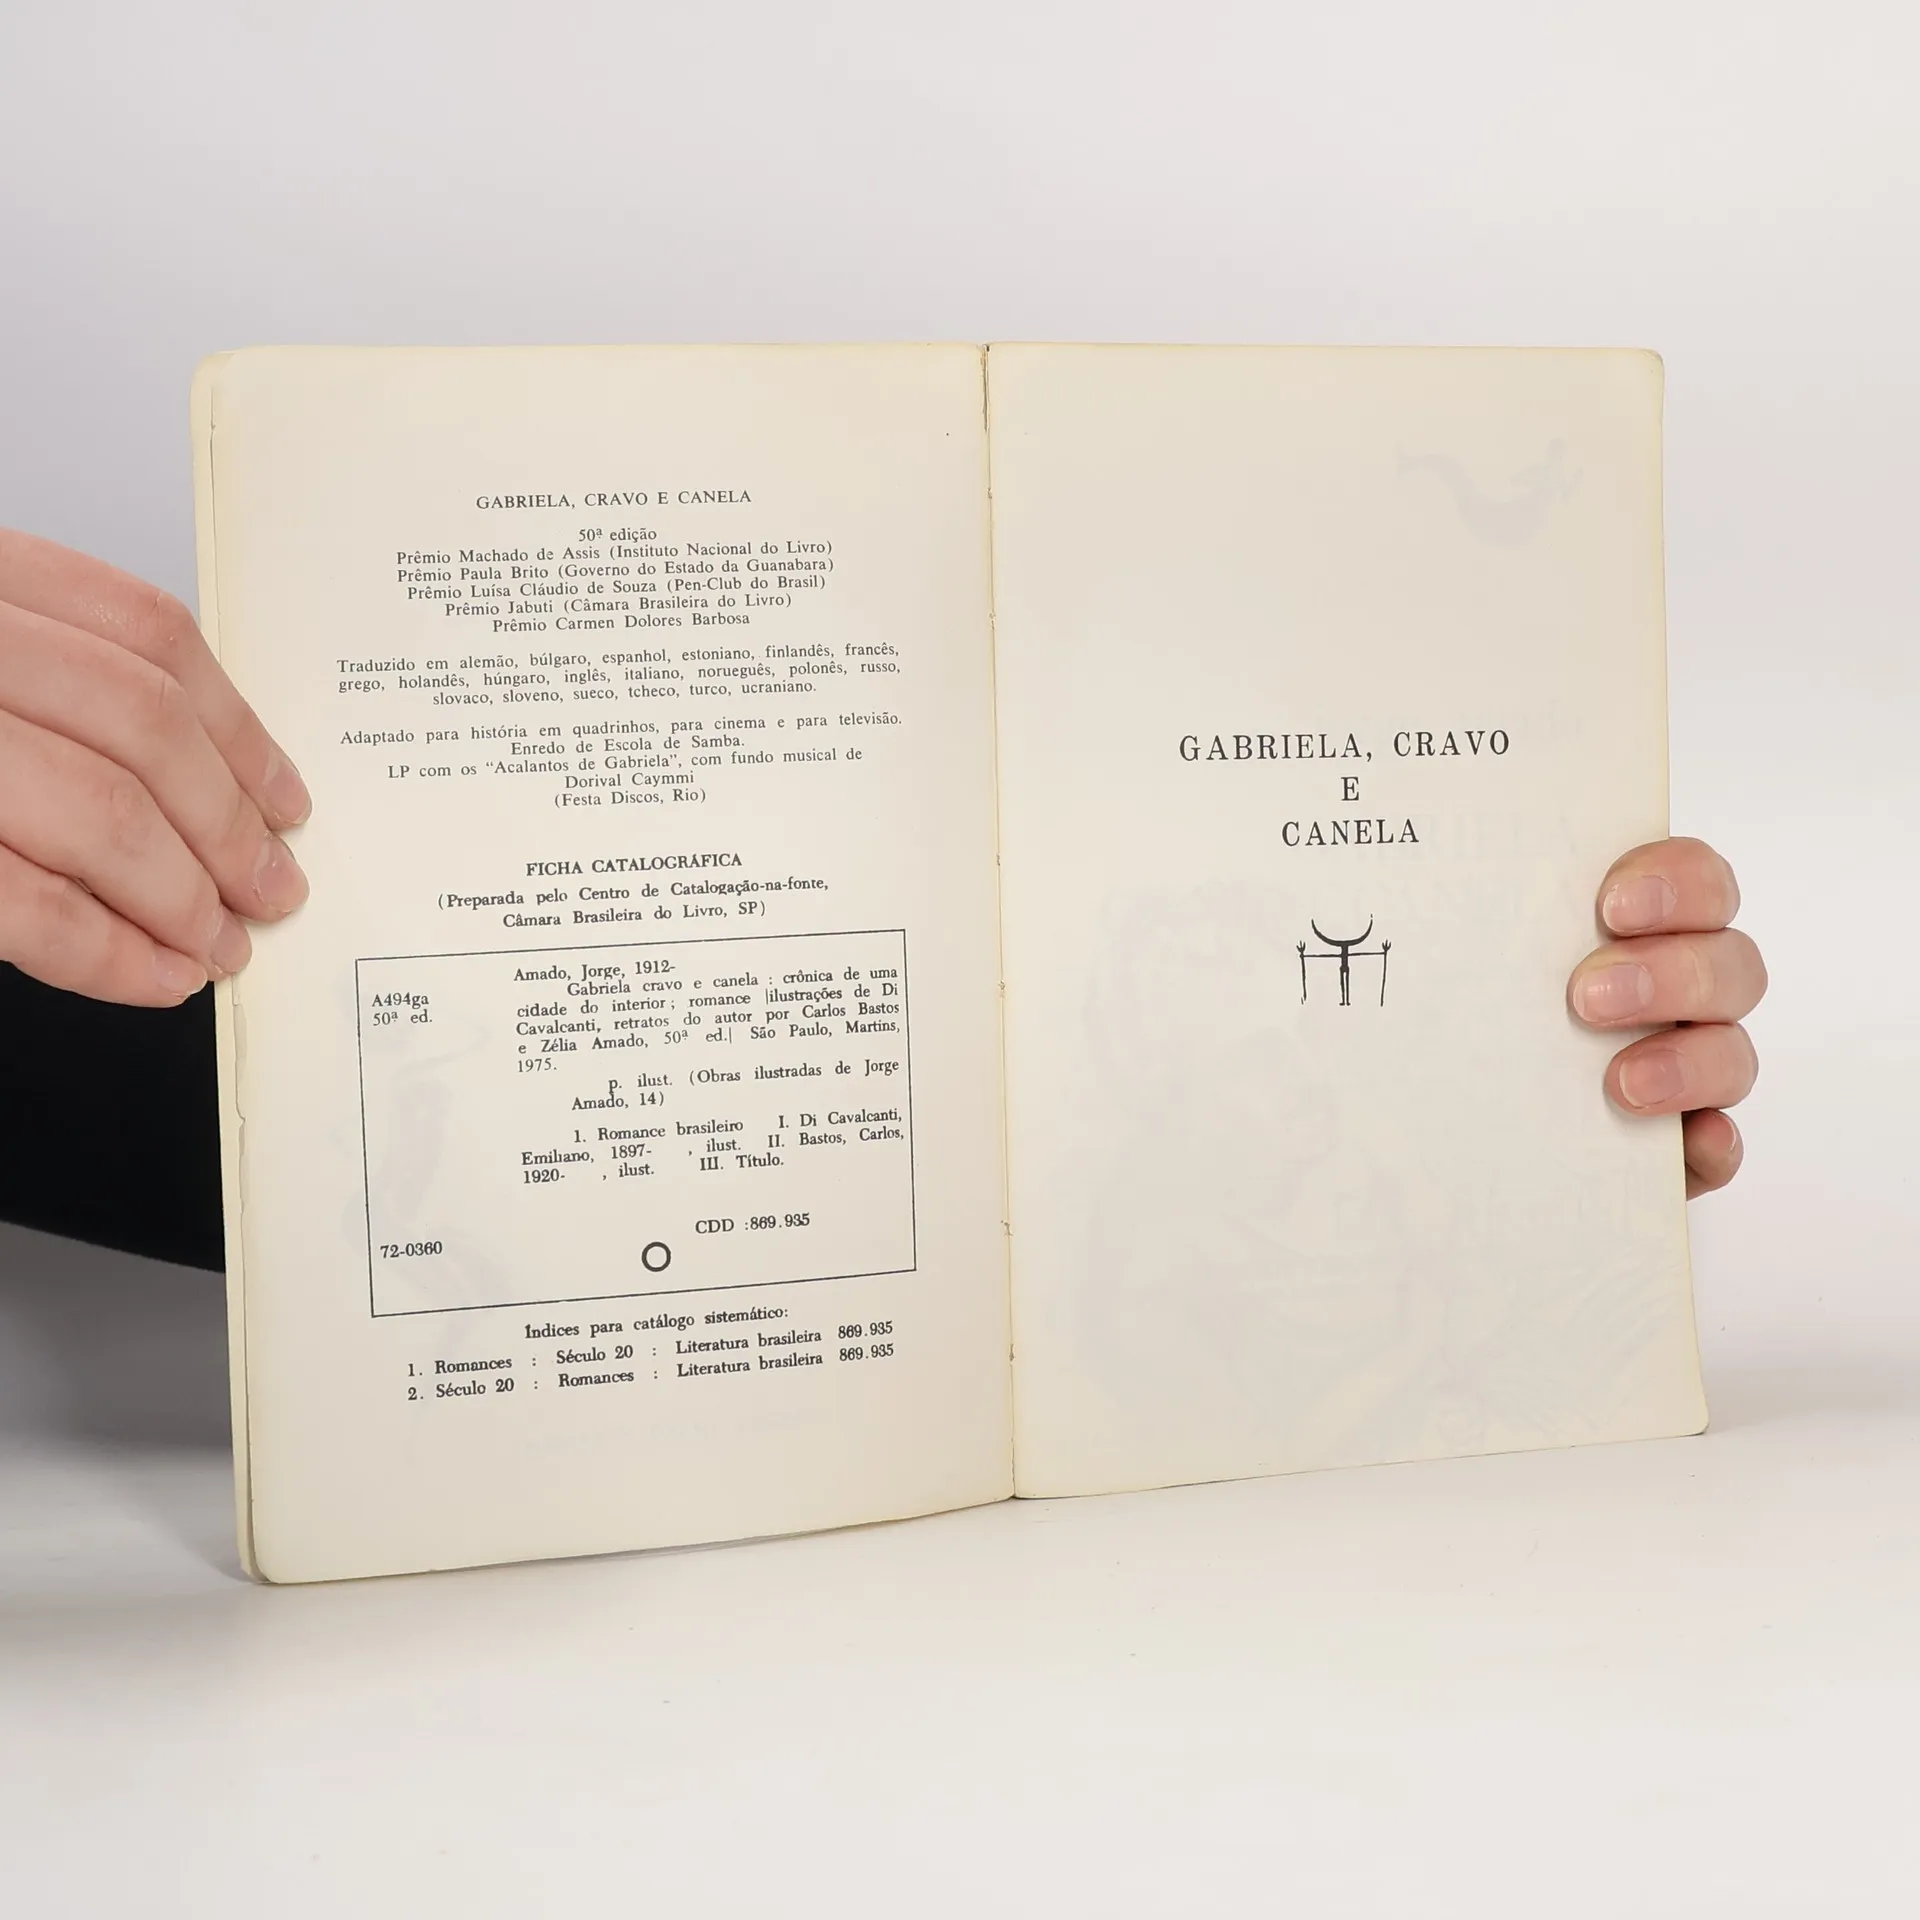 GABRIELA, CRAVO E CANELA
50ª edição
Prêmio Machado de Assis (Instituto Nacional do Livro)
Prêmio Paula Brito (Governo do Estado da Guanabara)
Prêmio Luísa Cláudio de Souza (Pen-Club do Brasil)
Prêmio Jabuti (Câmara Brasileira do Livro)
Prêmio Carmen Dolores Barbosa
Traduzido em alemão, búlgaro, espanhol, estoniano, finlandês, francês,
grego, holandês, húngaro, inglês, italiano, norueguês, polonês, russo,
slovaco, sloveno, sueco, tcheco, turco, ucraniano.
Adaptado para história em quadrinhos, para cinema e para televisão.
Enredo de Escola de Samba.
LP com os “Acalantos de Gabriela”, com fundo musical de
Dorival Caymmi
(Festa Discos, Rio)
FICHA CATALOGRÁFICA
(Preparada pelo Centro de Catalogação-na-fonte,
Câmara Brasileira do Livro, SP)
Amado, Jorge, 1912-
A494ga
50ª ed.
Gabriela cravo e canela : crônica de uma
cidade do interior; romance |ilustrações de Di
Cavalcanti, retratos do autor por Carlos Bastos
e Zélia Amado, 50ª ed.| São Paulo, Martins,
1975.
p. ilust. (Obras ilustradas de Jorge
Amado, 14)
1. Romance brasileiro I. Di Cavalcanti,
Emiliano, 1897- , ilust. II. Bastos, Carlos,
1920- , ilust. III. Título.
CDD :869.935
72-0360
Índices para catálogo sistemático:
1. Romances : Século 20 : Literatura brasileira 869.935
2. Século 20 : Romances : Literatura brasileira 869.935
GABRIELA, CRAVO
E
CANELA